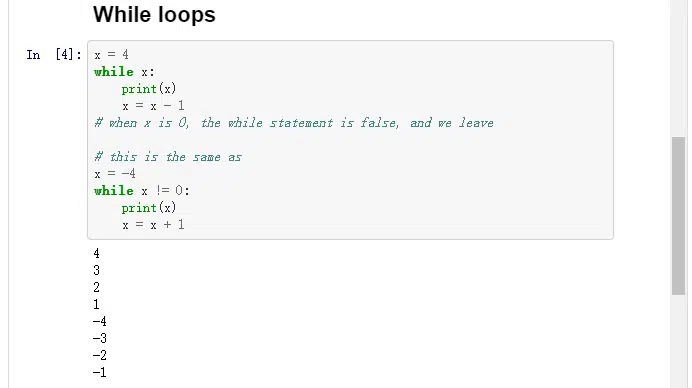 While loops
In [4]: x = 4
while x:
    print(x)
    x = x - 1
# when x is 0, the while statement is false, and we leave

# this is the same as
x = -4
while x != 0:
    print(x)
    x = x + 1
4
3
2
1
-4
-3
-2
-1